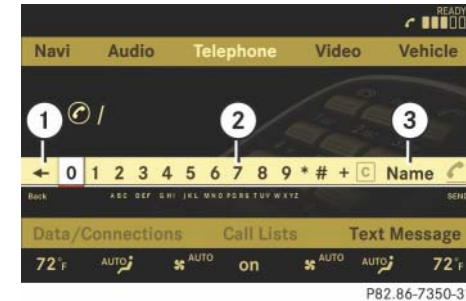 READY
Navi Audio Telephone Video Vehicle
/
1 2 3
0 1 2 3 4 5 6 7 8 9 * # + C Name
Back ABC DEF GHI JKL MNO PQRS TUV WXYZ SEND
Data/Connections Call Lists Text Message
72°F AUTO AUTO on AUTO AUTO 72°F
P82.86-7350-3